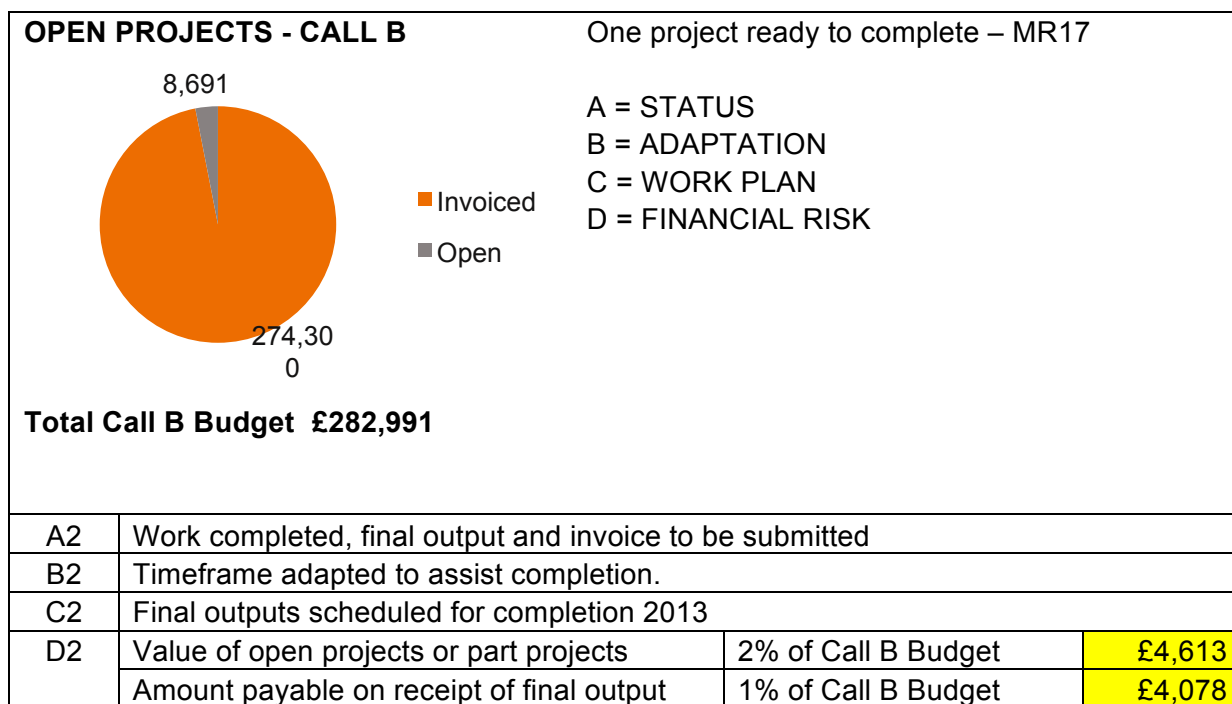 OPEN PROJECTS - CALL B
8,691
Invoiced
Open
274,30
0
Total Call B Budget £282,991
One project ready to complete – MR17
A = STATUS
B = ADAPTATION
C = WORK PLAN
D = FINANCIAL RISK
A2 Work completed, final output and invoice to be submitted
B2 Timeframe adapted to assist completion.
C2 Final outputs scheduled for completion 2013
D2 Value of open projects or part projects 2% of Call B Budget £4,613
Amount payable on receipt of final output 1% of Call B Budget £4,078